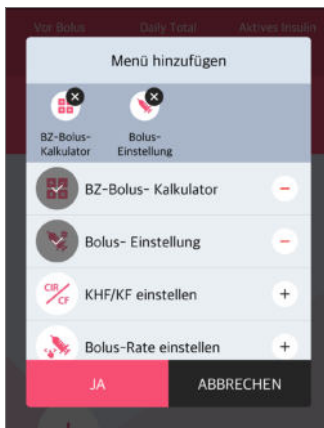 Vor Bolus Daily Total Aktives Insulin
Menü hinzufügen
BZ-Bolus-
Kalkulator
Bolus-
Einstellung
BZ-Bolus- Kalkulator
Bolus- Einstellung
CIR/CF KHF/KF einstellen
Bolus-Rate einstellen
JA ABBRECHEN